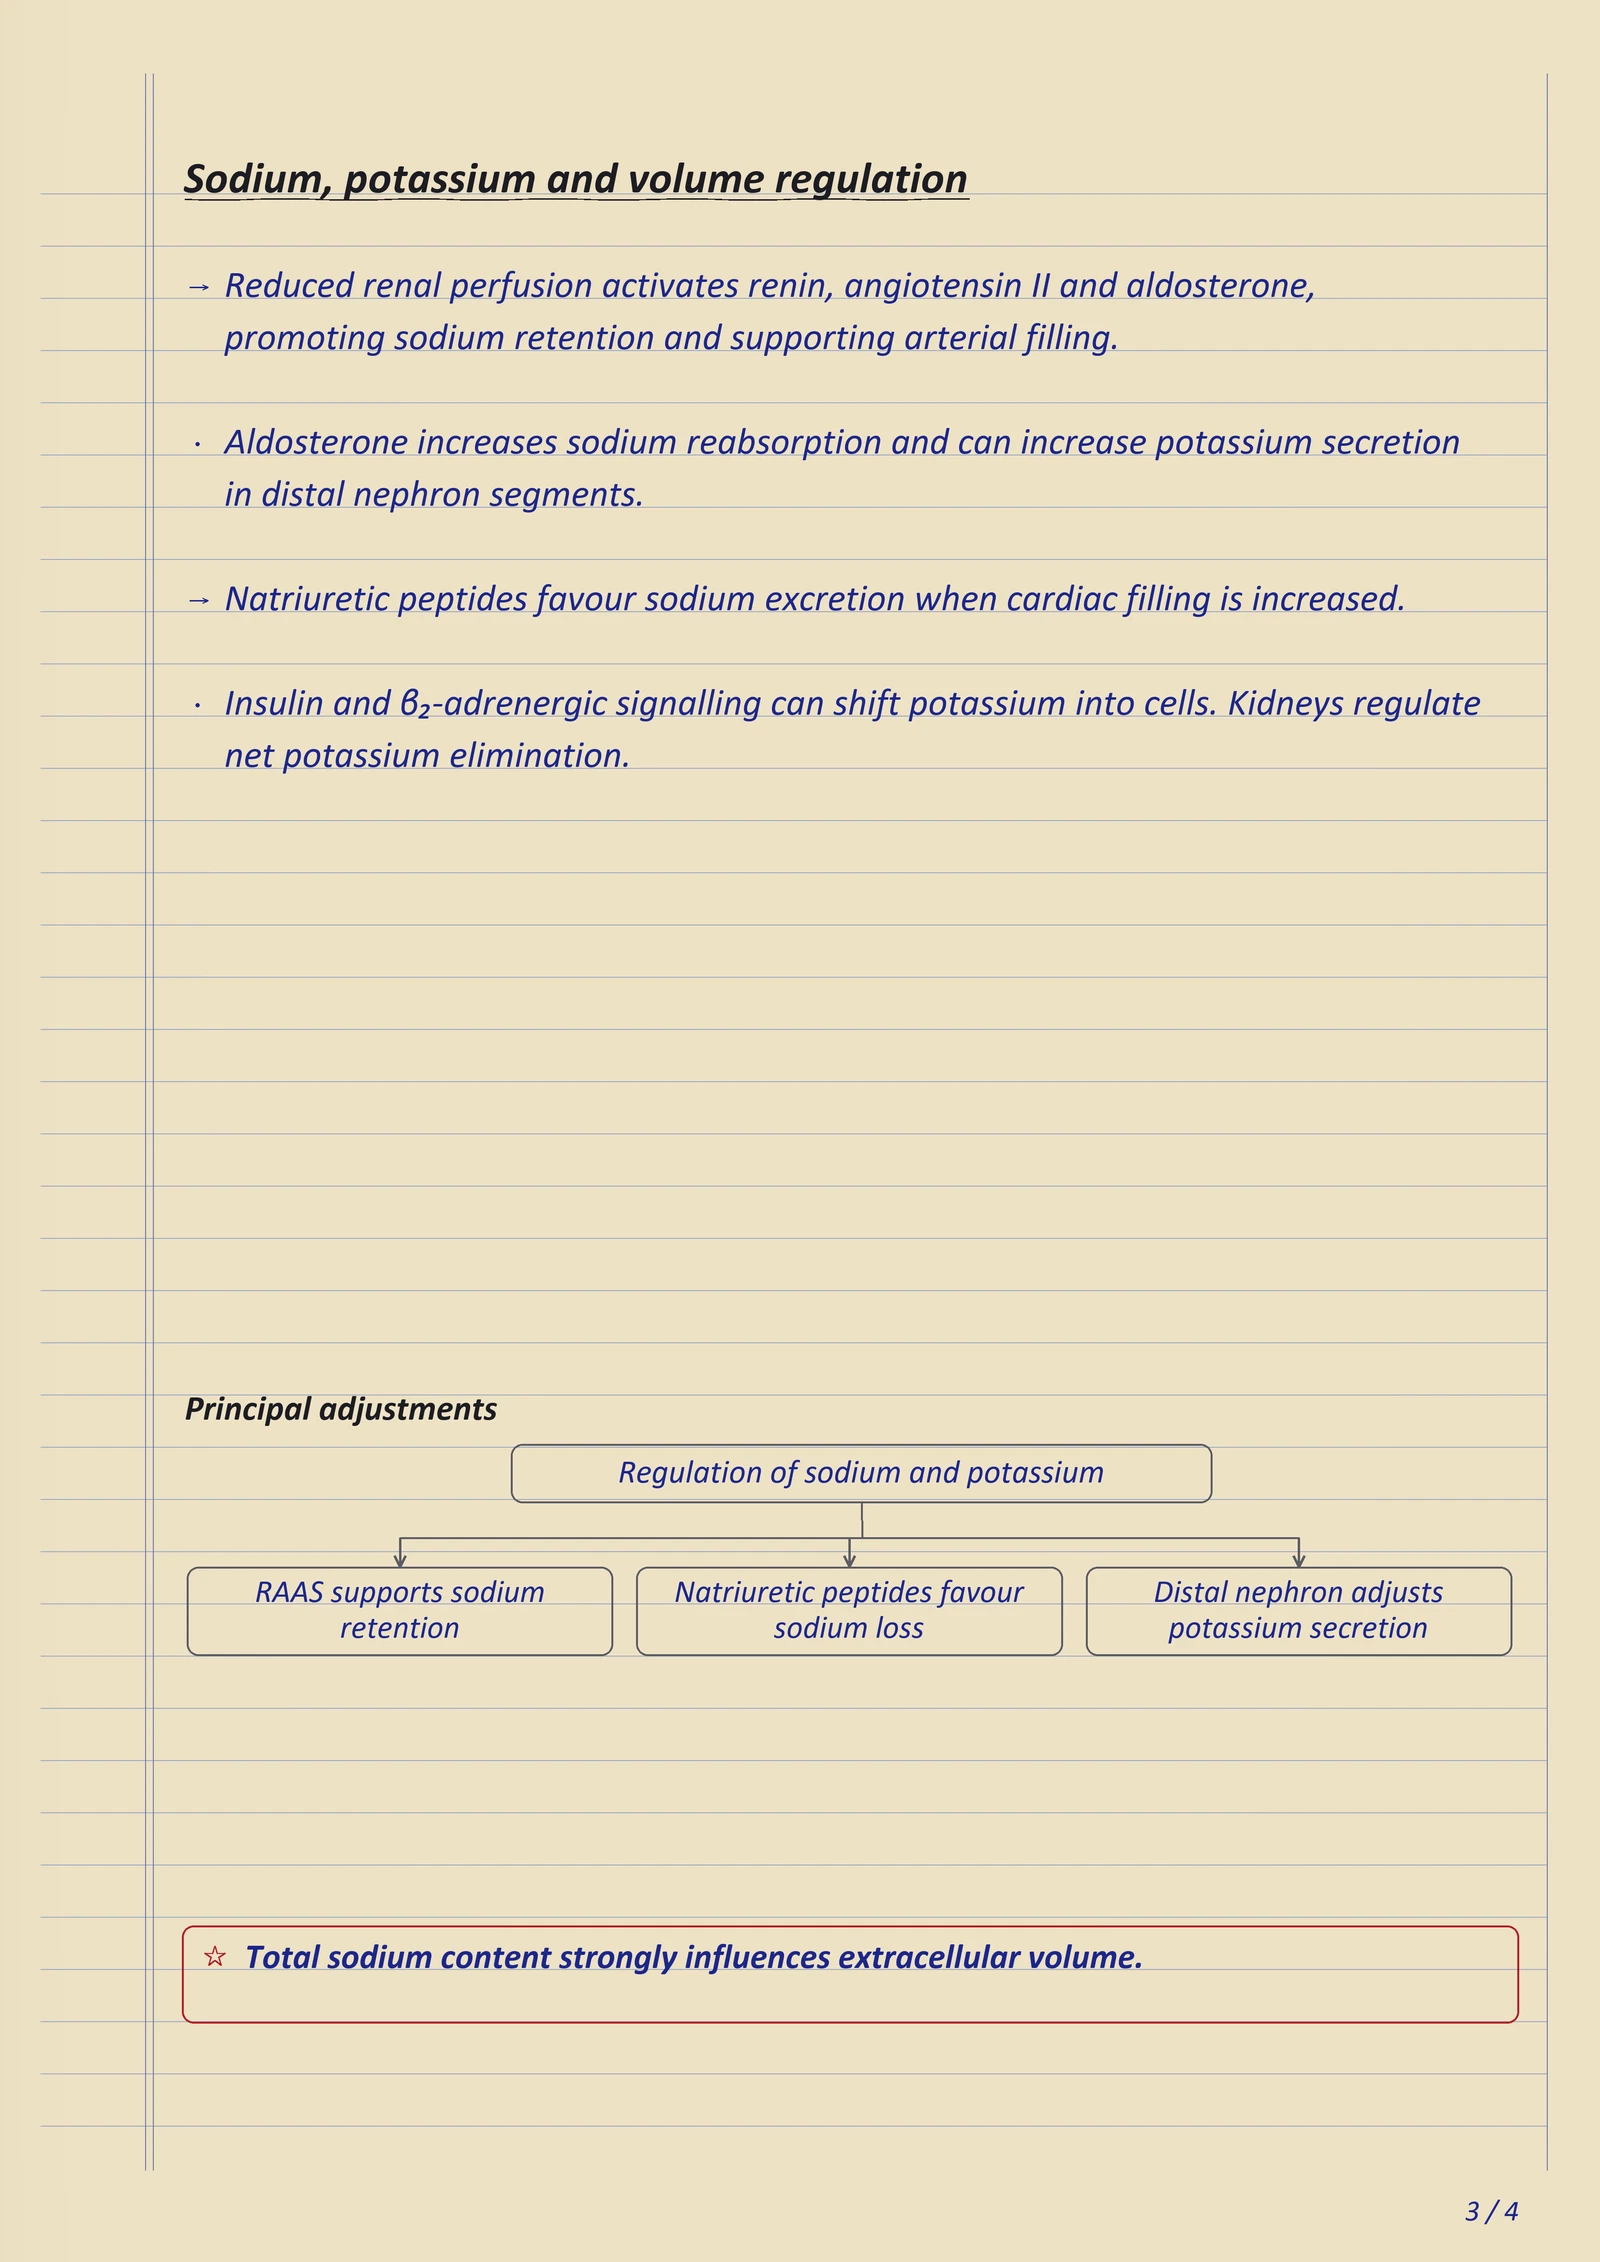 Sodium, potassium and volume regulation
→ Reduced renal perfusion activates renin, angiotensin II and aldosterone,
promoting sodium retention and supporting arterial filling.
· Aldosterone increases sodium reabsorption and can increase potassium secretion
in distal nephron segments.
→ Natriuretic peptides favour sodium excretion when cardiac filling is increased.
· Insulin and β₂-adrenergic signalling can shift potassium into cells. Kidneys regulate
net potassium elimination.
Principal adjustments
Regulation of sodium and potassium
RAAS supports sodium
retention
Natriuretic peptides favour
sodium loss
Distal nephron adjusts
potassium secretion
☆ Total sodium content strongly influences extracellular volume.
3 / 4